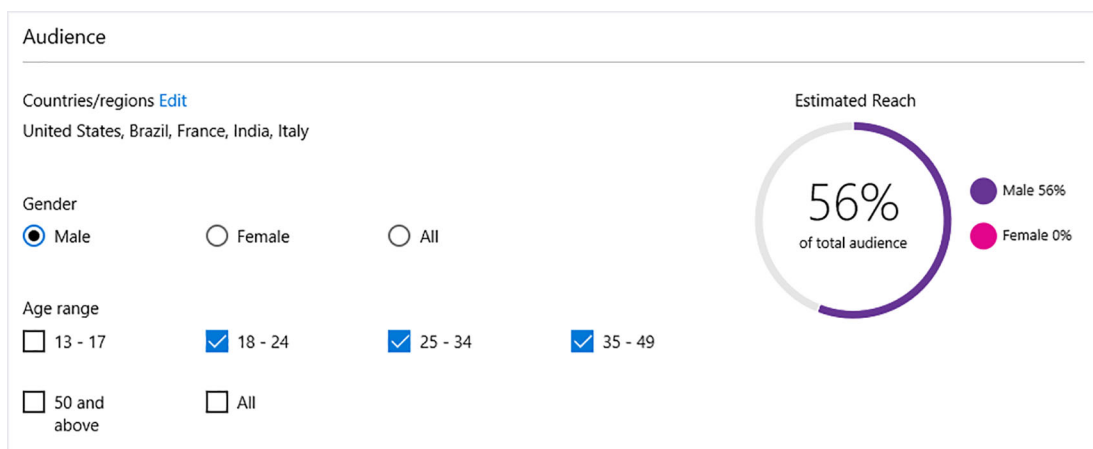 Audience
Countries/regions Edit
United States, Brazil, France, India, Italy
Gender
Male Female All
Age range
13 - 17 18 - 24 25 - 34 35 - 49
50 and above All
Estimated Reach
56%
of total audience
Male 56%
Female 0%